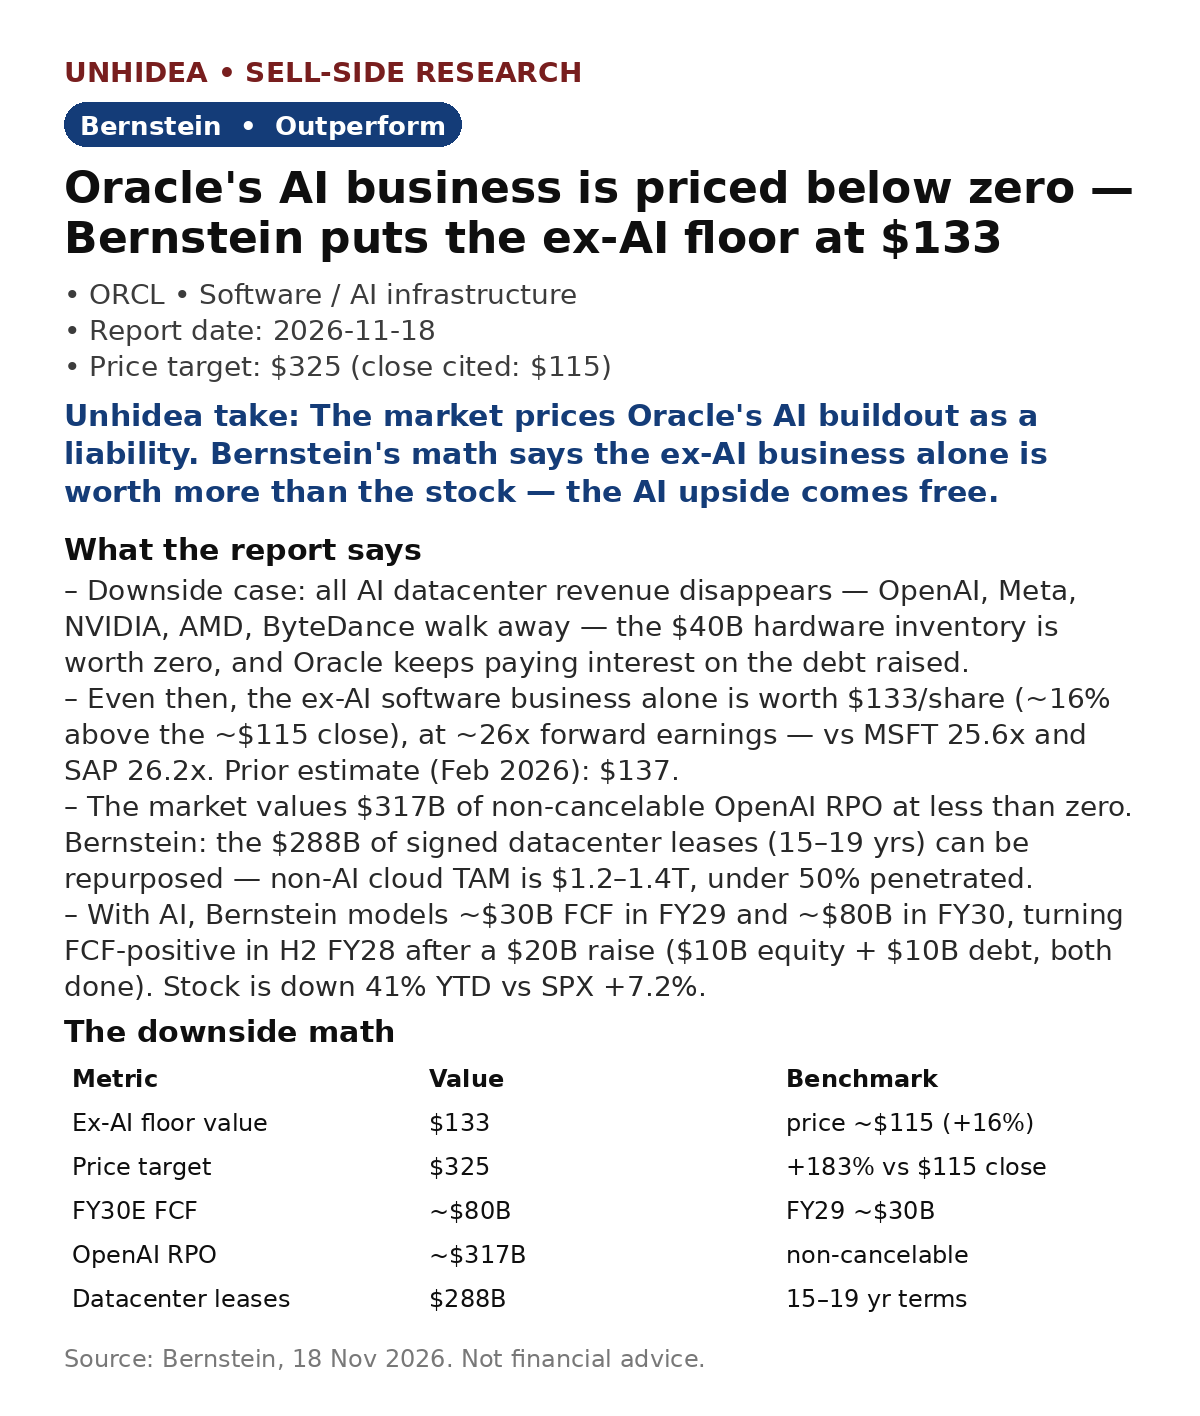 UNHIDEA • SELL-SIDE RESEARCH
Bernstein • Outperform
Oracle's AI business is priced below zero —
Bernstein puts the ex-AI floor at $133
• ORCL • Software / AI infrastructure
• Report date: 2026-11-18
• Price target: $325 (close cited: $115)
Unhidea take: The market prices Oracle's AI buildout as a
liability. Bernstein's math says the ex-AI business alone is
worth more than the stock — the AI upside comes free.
What the report says
– Downside case: all AI datacenter revenue disappears — OpenAI, Meta,
NVIDIA, AMD, ByteDance walk away — the $40B hardware inventory is
worth zero, and Oracle keeps paying interest on the debt raised.
– Even then, the ex-AI software business alone is worth $133/share (~16%
above the ~$115 close), at ~26x forward earnings — vs MSFT 25.6x and
SAP 26.2x. Prior estimate (Feb 2026): $137.
– The market values $317B of non-cancelable OpenAI RPO at less than zero.
Bernstein: the $288B of signed datacenter leases (15–19 yrs) can be
repurposed — non-AI cloud TAM is $1.2–1.4T, under 50% penetrated.
– With AI, Bernstein models ~$30B FCF in FY29 and ~$80B in FY30, turning
FCF-positive in H2 FY28 after a $20B raise ($10B equity + $10B debt, both
done). Stock is down 41% YTD vs SPX +7.2%.
The downside math
Metric Value Benchmark
Ex-AI floor value $133 price ~$115 (+16%)
Price target $325 +183% vs $115 close
FY30E FCF ~$80B FY29 ~$30B
OpenAI RPO ~$317B non-cancelable
Datacenter leases $288B 15–19 yr terms
Source: Bernstein, 18 Nov 2026. Not financial advice.